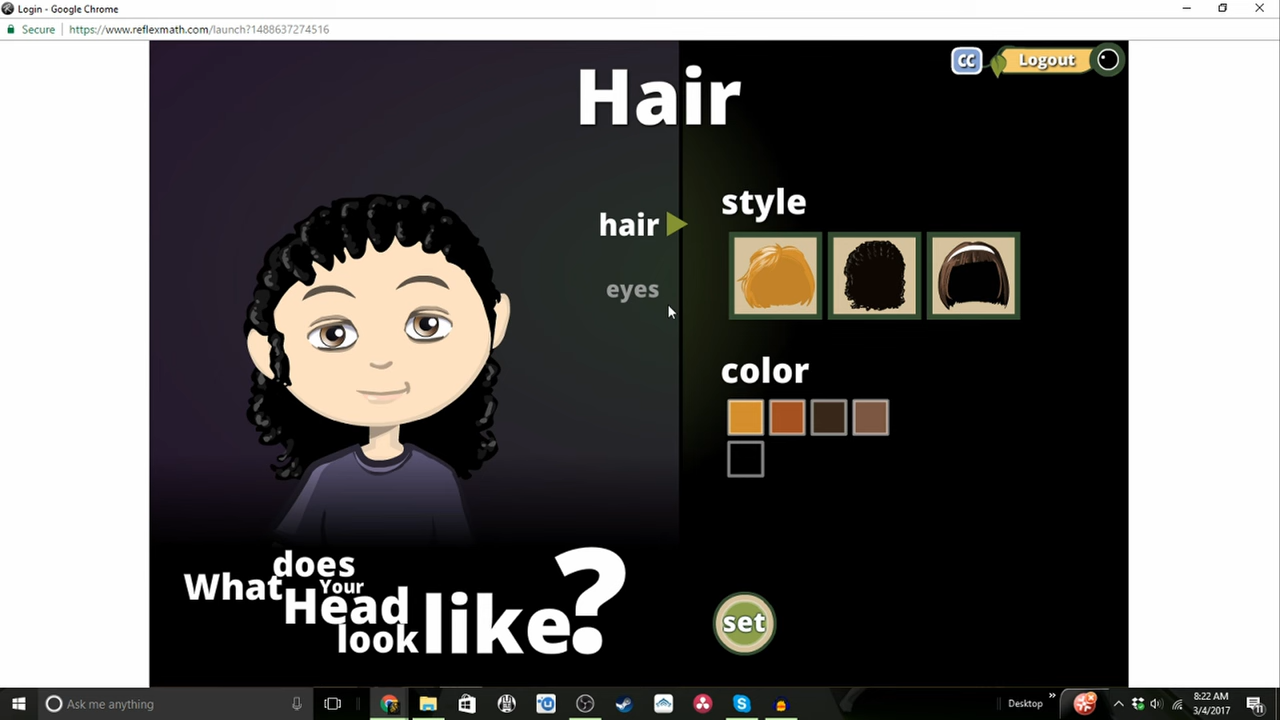 Login - Google Chrome
Secure https://www.reflexmath.com/launch?1488637274516
CC
Logout
Hair
style
hair
eyes
color
What does Your Head look like?
set
Ask me anything
Desktop
8:22 AM
3/4/2017